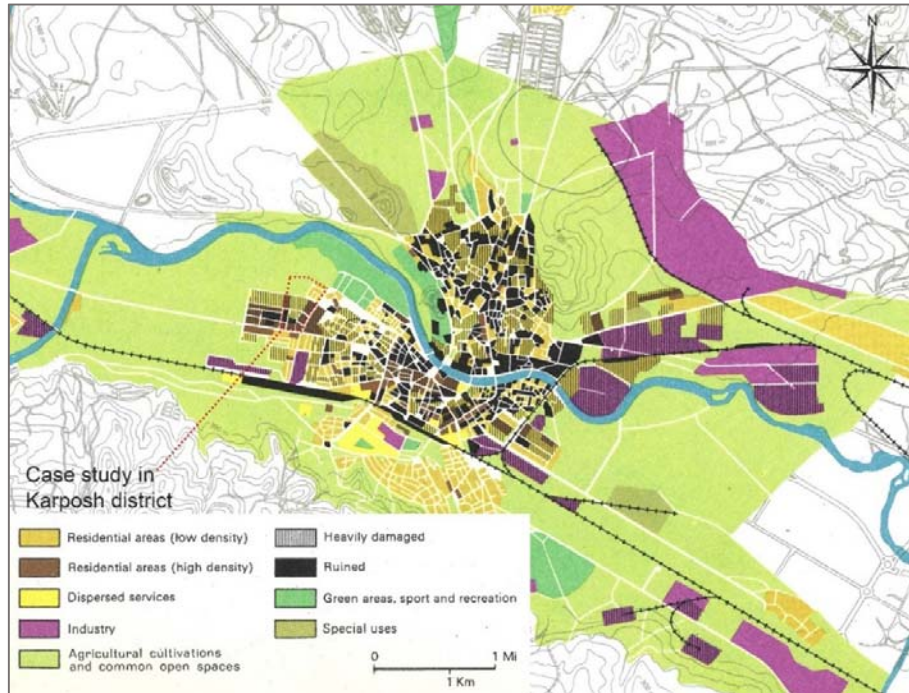 N
Case study in
Karposh district
Residential areas (low density)
Residential areas (high density)
Dispersed services
Industry
Agricultural cultivations
and common open spaces
Heavily damaged
Ruined
Green areas, sport and recreation
Special uses
0 1 Mi
1 Km